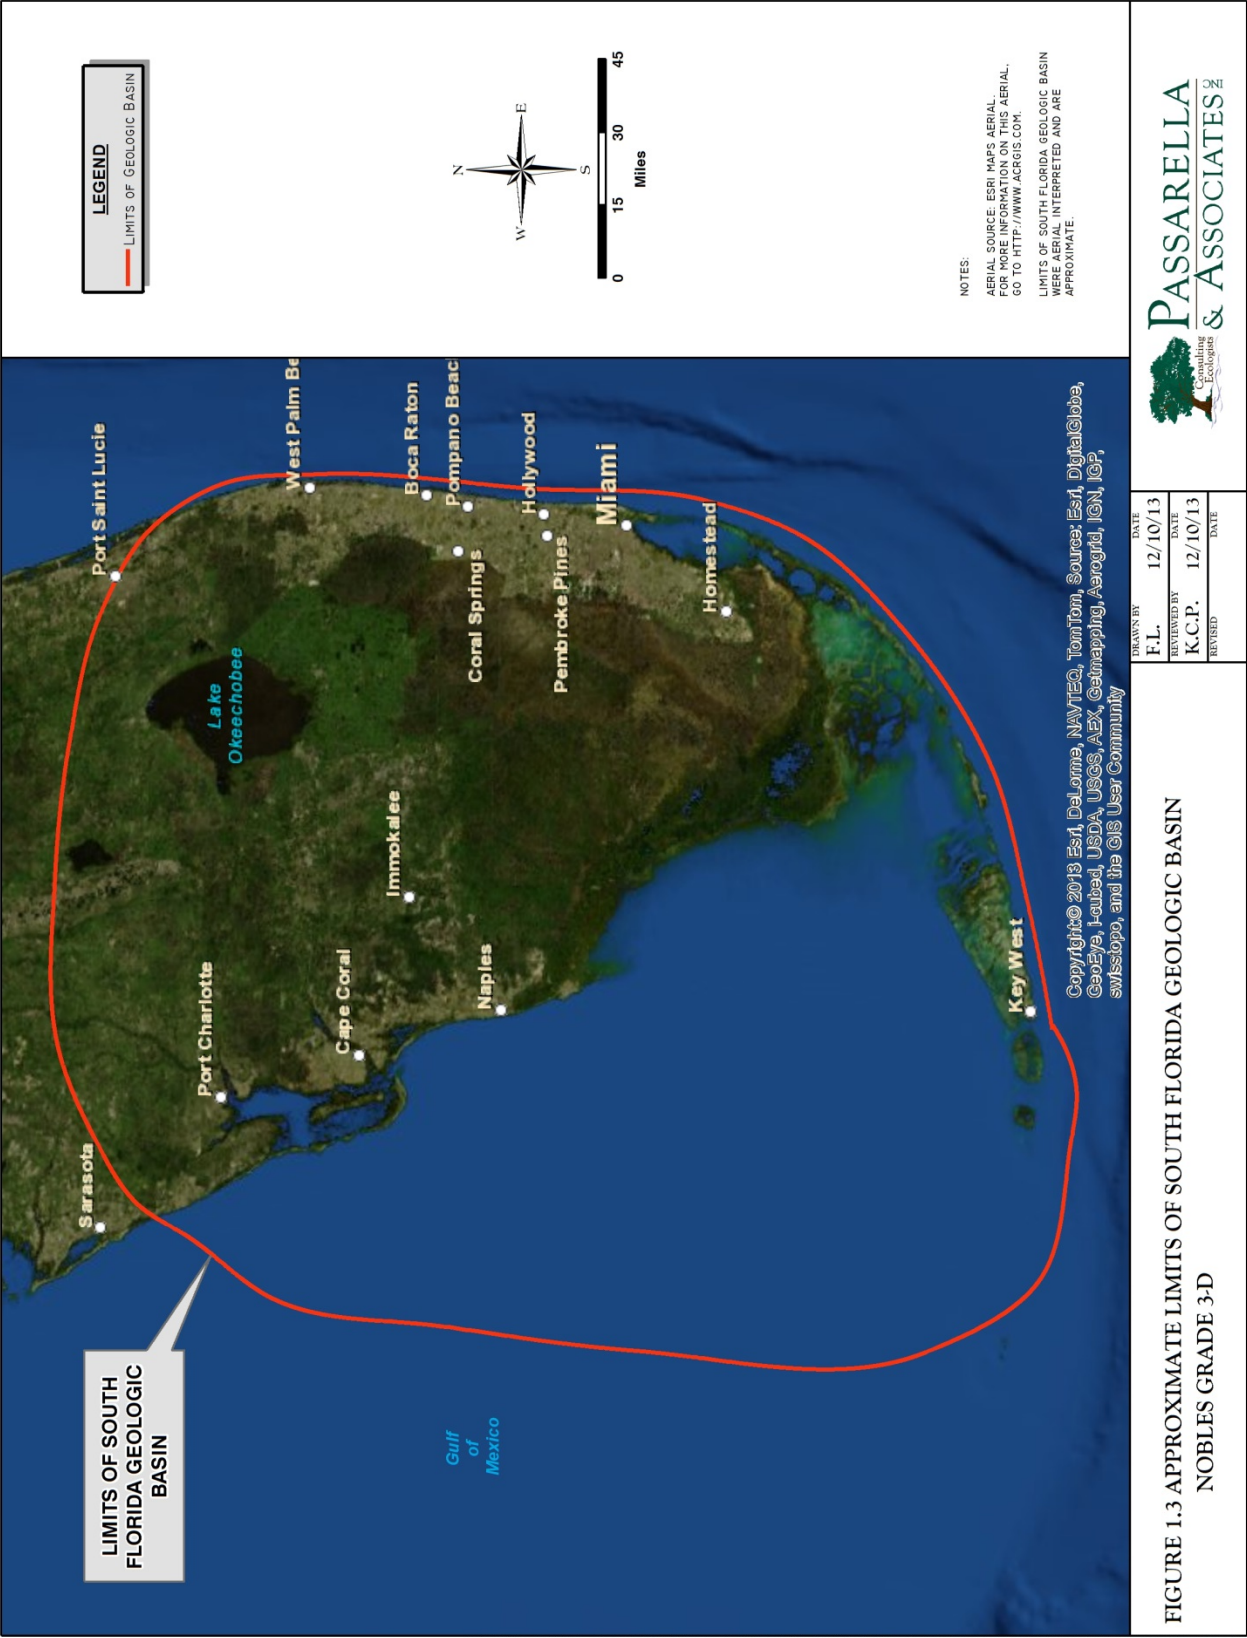 LEGEND
LIMITS OF GEOLOGIC BASIN
N
W
E
S
0 15 30 45
Miles
NOTES:
AERIAL SOURCE: ESRI MAPS AERIAL.
FOR MORE INFORMATION ON THIS AERIAL,
GO TO HTTP://WWW.ACRGIS.COM.
LIMITS OF SOUTH FLORIDA GEOLOGIC BASIN
WERE AERIAL INTERPRETED AND ARE
APPROXIMATE.
LIMITS OF SOUTH
FLORIDA GEOLOGIC
BASIN
Sarasota
Port Saint Lucie
Port Charlotte
Lake
Okeechobee
West Palm Be
Cape Coral
Immokalee
Boca Raton
Pompano Beac
Coral Springs
Naples
Hollywood
Pembroke Pines
Miami
Homestead
Key West
Gulf
of
Mexico
Copyright:© 2013 Esri, DeLorme, NAVTEQ, TomTom, Source: Esri, DigitalGlobe,
GeoEye, i-cubed, USDA, USGS, AEX, Getmapping, Aerogrid, IGN, IGP,
swisstopo, and the GIS User Community
FIGURE 1.3 APPROXIMATE LIMITS OF SOUTH FLORIDA GEOLOGIC BASIN
NOBLES GRADE 3-D
DRAWN BY DATE
F.L. 12/10/13
REVIEWED BY DATE
K.C.P. 12/10/13
REVISED DATE
Consulting
Ecologists
PASSARELLA
& ASSOCIATES INC